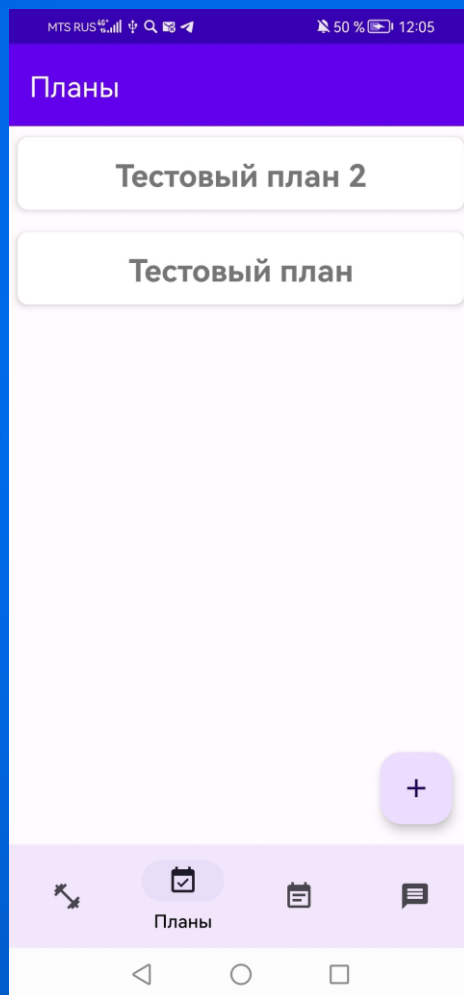 MTS RUS 50 % 12:05
Планы
Тестовый план 2
Тестовый план
+
Планы